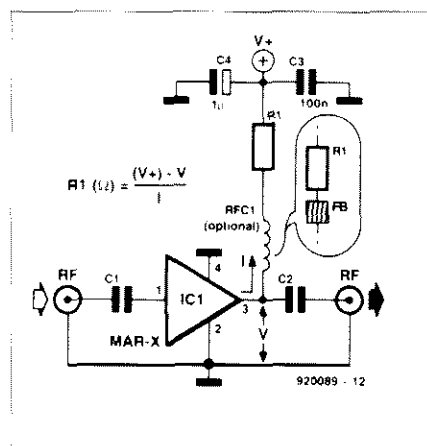 V+
C4
C3
1µ
100n
R1
R1 (Ω) = (V+) - V / I
R1
RFC1
(optional)
FB
I
RF
C1
1
4
IC1
3
C2
RF
2
MAR-X
V
920089 - 12